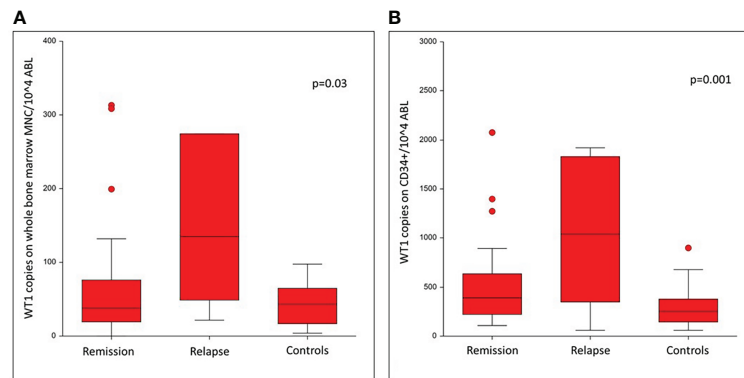 A
WT1 copies on whole bone marrow MNC/10^4 ABL
400
300
200
100
0
p=0.03
Remission
Relapse
Controls
B
WT1 copies on CD34+/10^4 ABL
3000
2500
2000
1500
1000
500
0
p=0.001
Remission
Relapse
Controls